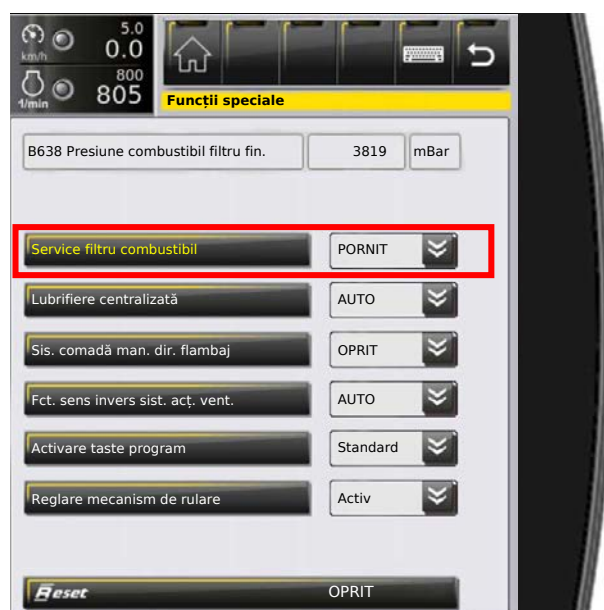 5.0
km/h 0.0
800
1/min 805
Funcții speciale
B638 Presiune combustibil filtru fin. 3819 mBar
Service filtru combustibil PORNIT
Lubrifiere centralizată AUTO
Sis. comadă man. dir. flambaj OPRIT
Fct. sens invers sist. acț. vent. AUTO
Activare taste program Standard
Reglare mecanism de rulare Activ
Reset OPRIT